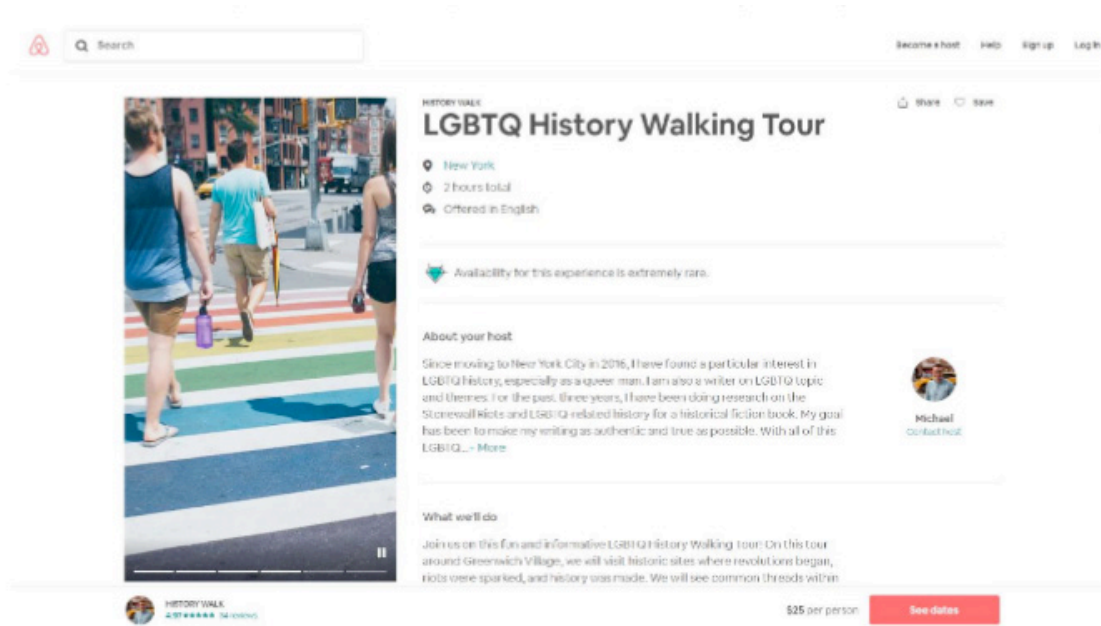 Search
Become a host Help Sign up Log in
HISTORY WALK
Share Save
LGBTQ History Walking Tour
New York
2 hours total
Offered in English
Availability for this experience is extremely rare.
About your host
Since moving to New York City in 2016, I have found a particular interest in
LGBTQ history, especially as a queer man. I am also a writer on LGBTQ topic
and themes. For the past three years, I have been doing research on the
Stonewall Riots and LGBTQ-related history for a historical fiction book. My goal
has been to make my writing as authentic and true as possible. With all of this
LGBTQ...+ More
Michael
Contact host
What we'll do
Join us on this fun and informative LGBTQ History Walking Tour! On this tour
around Greenwich Village, we will visit historic sites where revolutions began,
riots were sparked, and history was made. We will see common threads within
HISTORY WALK
4.97 reviews
$25 per person
See dates